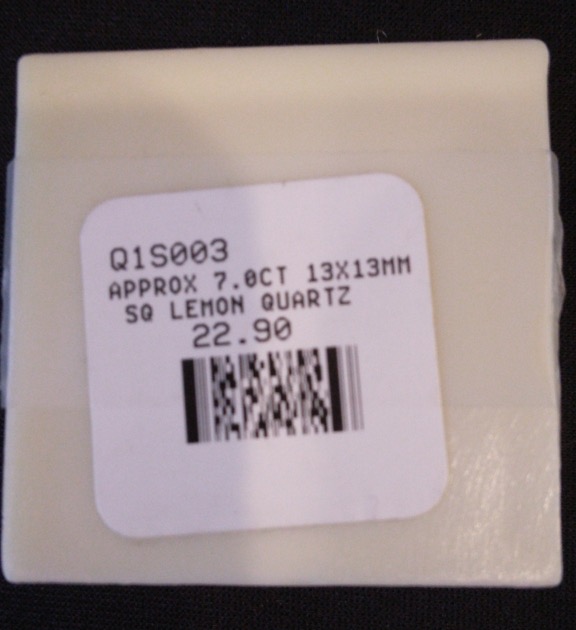 Q1S003
APPROX 7.0CT 13X13MM
SQ LEMON QUARTZ
22.90